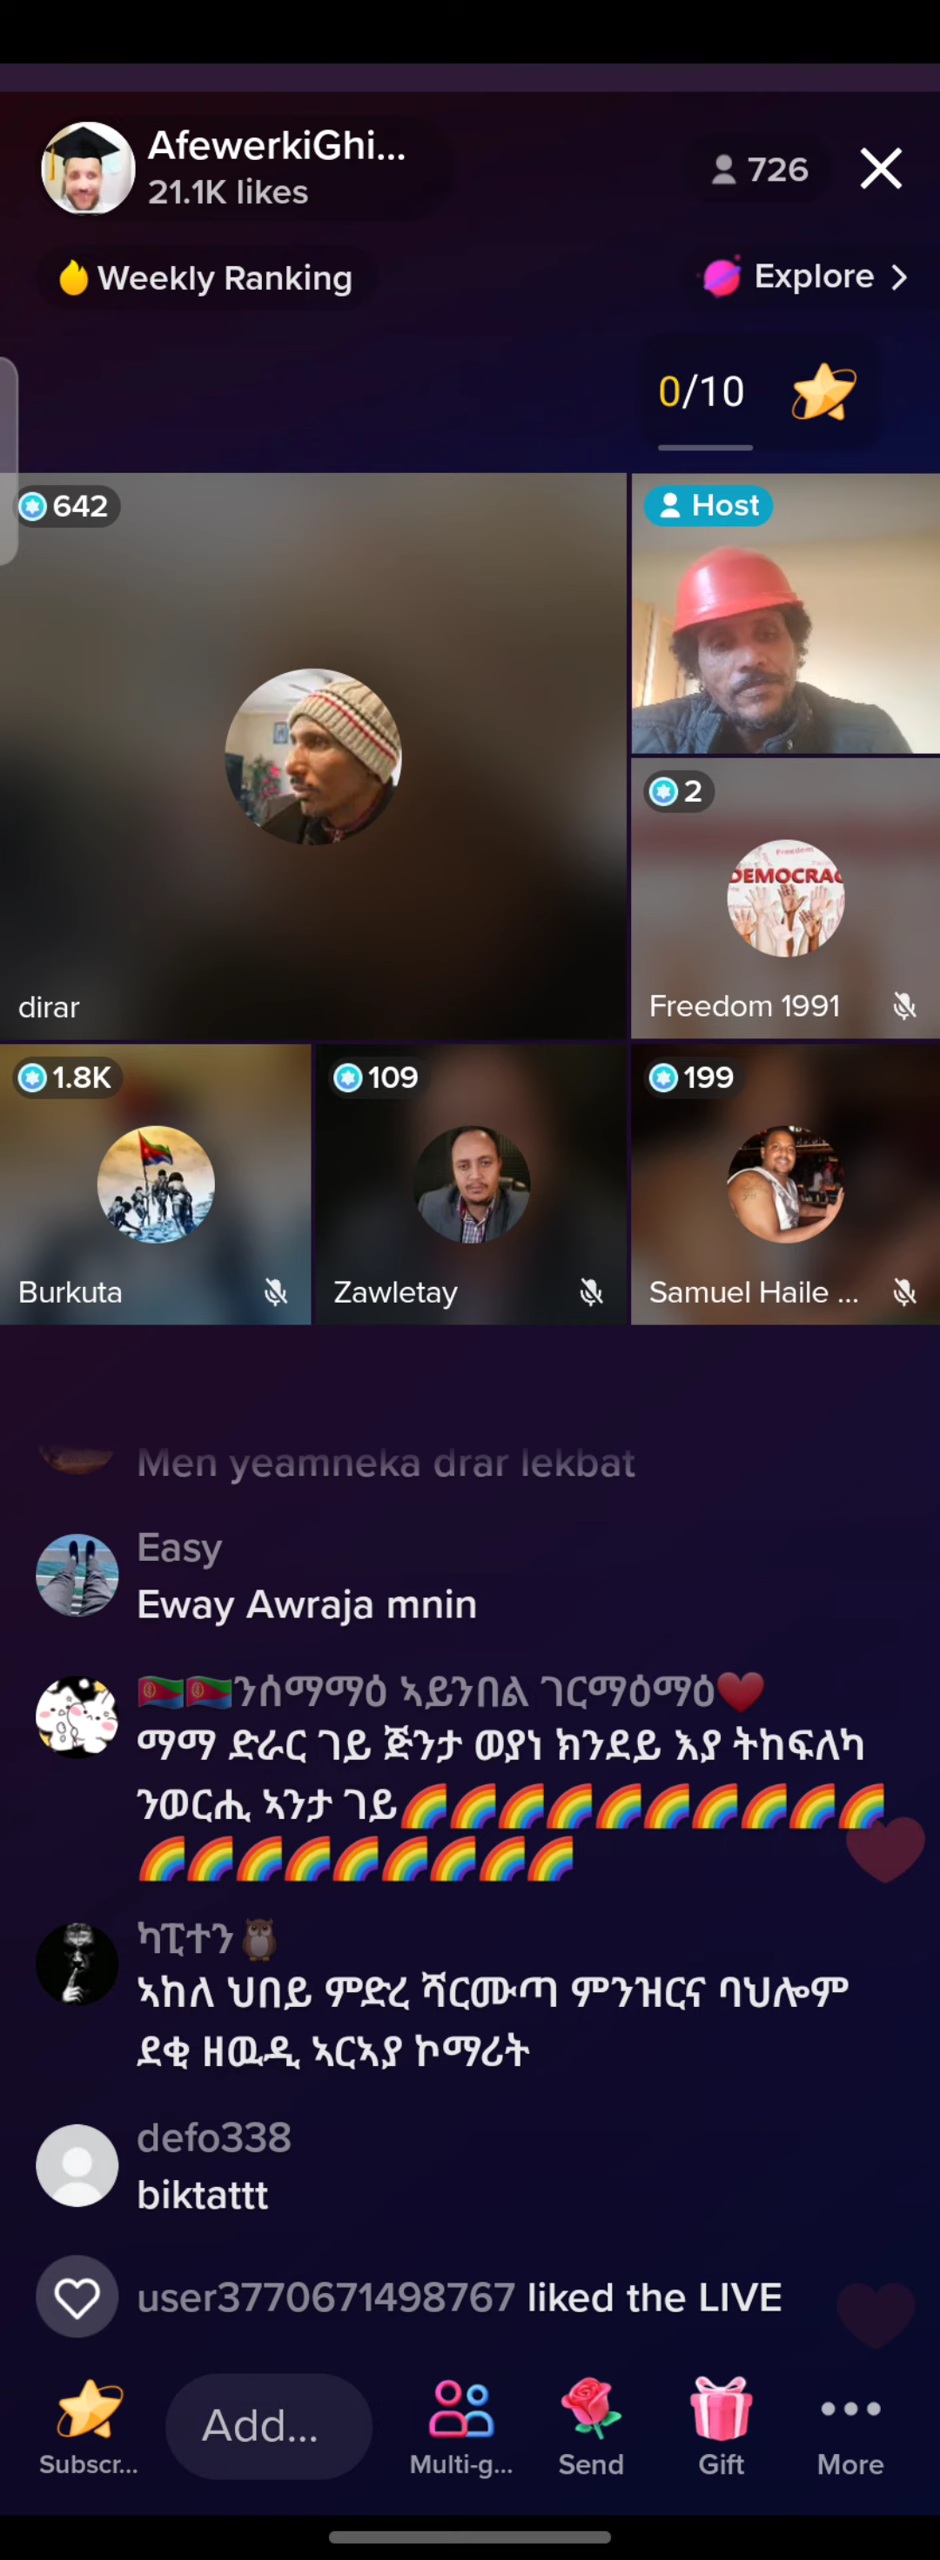 AfewerkiGhi...
21.1K likes
726
Weekly Ranking
Explore
0/10
642
Host
2
Freedom
DEMOCRAC
dirar
Freedom 1991
1.8K
109
199
Burkuta
Zawletay
Samuel Haile ...
Men yeamneka drar lekbat
Easy
Eway Awraja mnin
🇪🇷🇪🇷ንሰማማዕ ኣይንበል ገርማዕማዕ❤️
ማማ ድራር ገይ ጅንታ ወያነ ክንደይ እያ ትከፍለካ
ንወርሒ ኣንታ ገይ🌈🌈🌈🌈🌈🌈🌈🌈🌈🌈
🌈🌈🌈🌈🌈🌈🌈🌈🌈
ካፒተን🦉
ኣከለ ህበይ ምድረ ሻርሙጣ ምንዝርና ባህሎም
ደቂ ዘዉዲ ኣርኣያ ኮማሪት
defo338
biktattt
user3770671498767 liked the LIVE
Add...
Subscr...
Multi-g...
Send
Gift
More